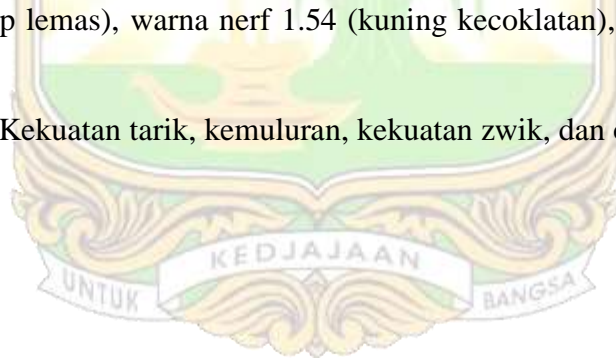 p lemas), warna nerf 1.54 (kuning kecoklatan),
Kekuatan tarik, kemuluran, kekuatan zwik, dan
UNTUK KEDJAJAAN BANGSA